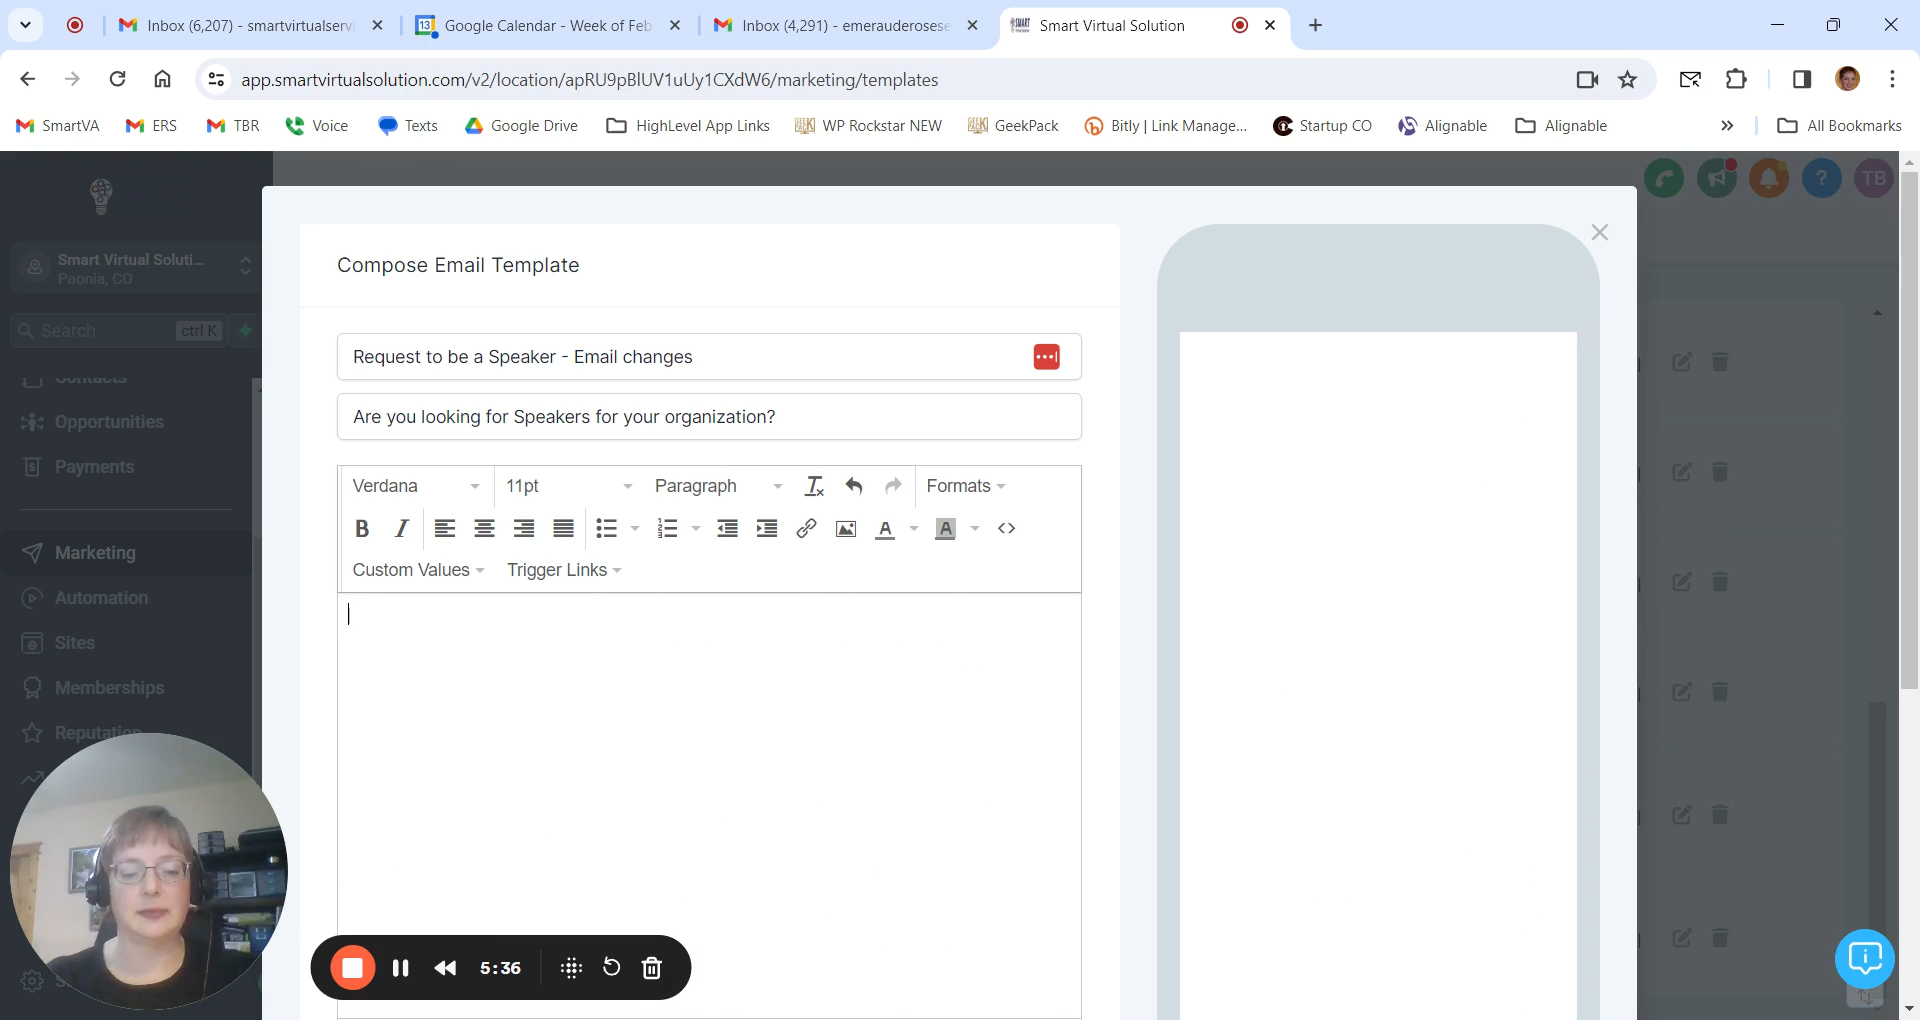 Inbox (6,207) - smartvirtualservi
Google Calendar - Week of Feb
Inbox (4,291) - emerauderosese
Smart Virtual Solution
app.smartvirtualsolution.com/v2/location/apRU9pBlUV1uUy1CXdW6/marketing/templates
SmartVA
ERS
TBR
Voice
Texts
Google Drive
HighLevel App Links
WP Rockstar NEW
GeekPack
Bitly | Link Manage...
Startup CO
Alignable
Alignable
All Bookmarks
TB
Smart Virtual Soluti...
Paonia, CO
Search
ctrl K
Contacts
Opportunities
Payments
Marketing
Automation
Sites
Memberships
Reputation
Compose Email Template
Request to be a Speaker - Email changes
Are you looking for Speakers for your organization?
Verdana
11pt
Paragraph
Formats
B I
A
A
Custom Values
Trigger Links
5:36